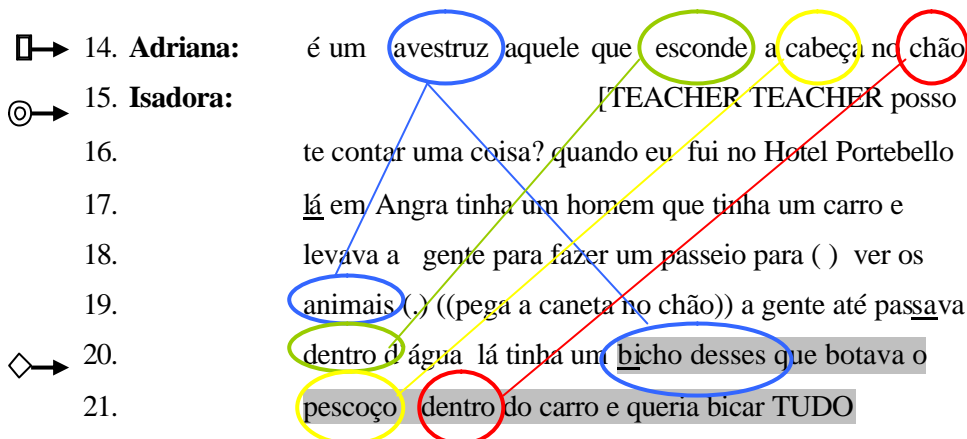 14. Adriana: é um avestruz aquele que esconde a cabeça no chão
15. Isadora: [TEACHER TEACHER posso
16. te contar uma coisa? quando eu fui no Hotel Portebello
17. lá em Angra tinha um homem que tinha um carro e
18. levava a gente para fazer um passeio para ( ) ver os
19. animais (.) ((pega a caneta no chão)) a gente até passava
20. dentro d água lá tinha um bicho desses que botava o
21. pescoço dentro do carro e queria bicar TUDO